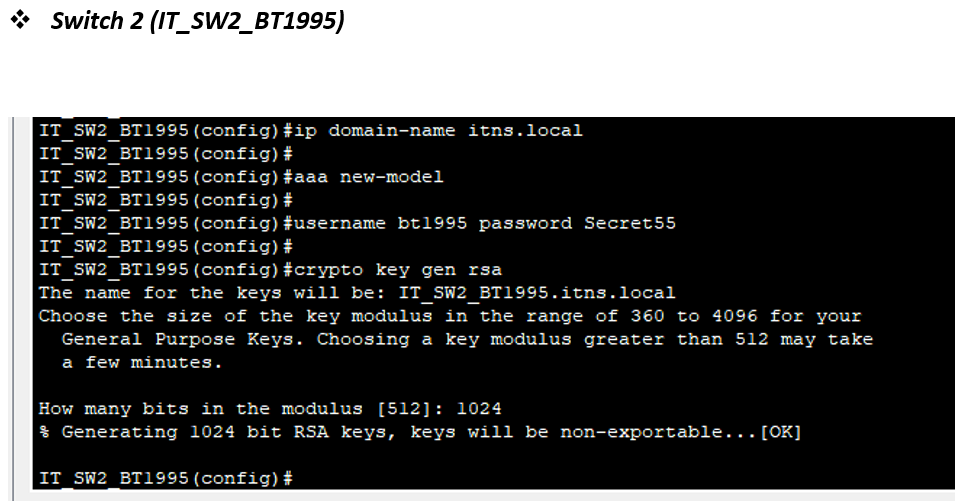 ❖ Switch 2 (IT_SW2_BT1995)
IT_SW2_BT1995(config)#ip domain-name itns.local
IT_SW2_BT1995(config)#
IT_SW2_BT1995(config)#aaa new-model
IT_SW2_BT1995(config)#
IT_SW2_BT1995(config)#username bt1995 password Secret55
IT_SW2_BT1995(config)#
IT_SW2_BT1995(config)#crypto key gen rsa
The name for the keys will be: IT_SW2_BT1995.itns.local
Choose the size of the key modulus in the range of 360 to 4096 for your
  General Purpose Keys. Choosing a key modulus greater than 512 may take
  a few minutes.
How many bits in the modulus [512]: 1024
% Generating 1024 bit RSA keys, keys will be non-exportable...[OK]
IT_SW2_BT1995(config)#